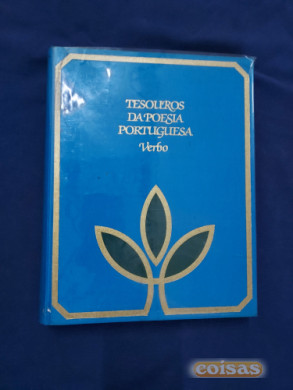 TESOUROS
DA POESIA
PORTUGUESA
Verbo
coisas